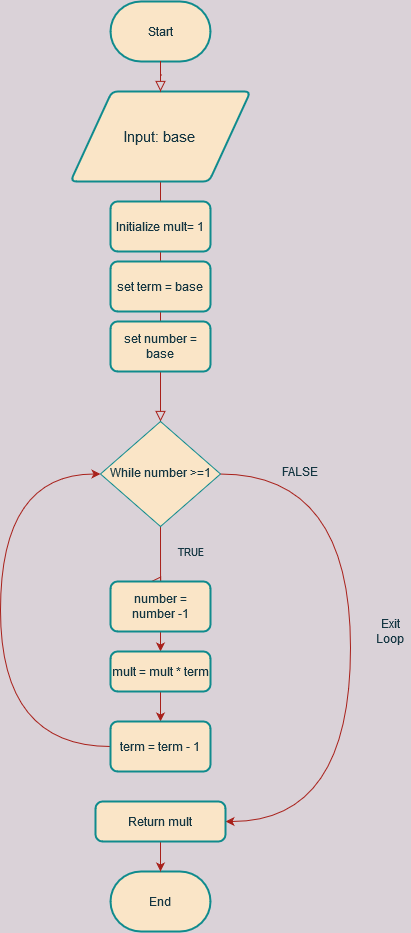 Start
Input: base
Initialize mult= 1
set term = base
set number =
base
While number >=1
FALSE
TRUE
number =
number -1
Exit
Loop
mult = mult * term
term = term - 1
Return mult
End